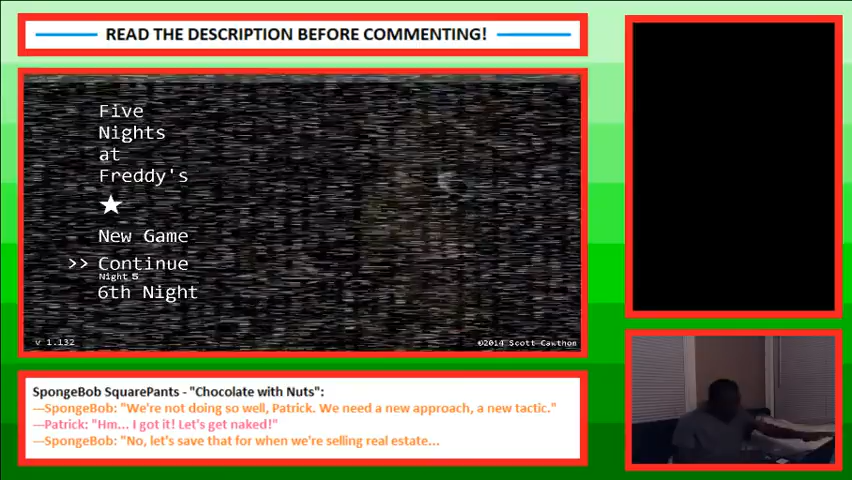 READ THE DESCRIPTION BEFORE COMMENTING!
Five
Nights
at
Freddy's
New Game
>> Continue
Night 5
6th Night
v 1.132
©2014 Scott Cawthon
SpongeBob SquarePants - "Chocolate with Nuts":
—SpongeBob: "We're not doing so well, Patrick. We need a new approach, a new tactic."
—Patrick: "Hm... I got it! Let's get naked!"
—SpongeBob: "No, let's save that for when we're selling real estate...